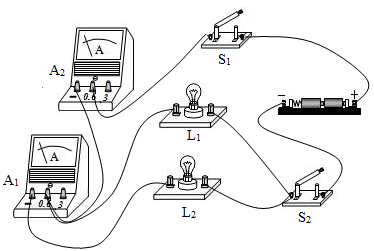 A
A₂
- 0.6 3
S₁
- +
L₁
A
A₁
- 0.6 3
L₂
S₂